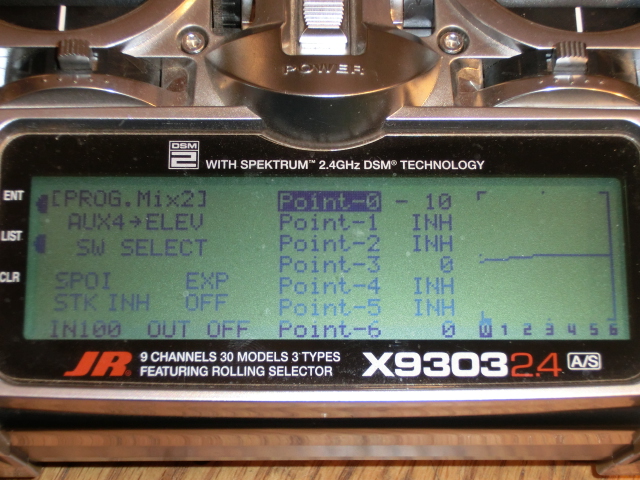 POWER
DSM 2 WITH SPEKTRUM™ 2.4GHz DSM® TECHNOLOGY
ENT
LIST
CLR
[PROG.Mix2]
AUX4→ELEV
SW SELECT
SPOI EXP
STK INH OFF
IN100 OUT OFF
Point-0 - 10
Point-1 INH
Point-2 INH
Point-3 0
Point-4 INH
Point-5 INH
Point-6 0
0 1 2 3 4 5 6
JR 9 CHANNELS 30 MODELS 3 TYPES
FEATURING ROLLING SELECTOR
X9303 2.4 A/S